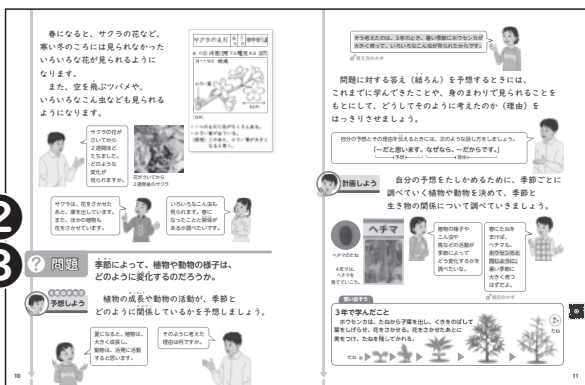 春になると、サクラの花など、
寒い冬のころには見られなかった
いろいろな花が見られるように
なります。
また、空を飛ぶツバメや、
いろいろなこん虫なども見られる
ようになります。
サクラの花が
さいてから
2週間ほど
たちました。
どのような
変化が
見られますか。
花がさいてから
2週間後のサクラ
サクラは、花をさかせた
あと、葉を出しています。
また、ほかの植物も
花をさかせています。
いろいろなこん虫も
見られます。春に
なったことと関係が
あるか調べたいです。
2
3
? 問題
季節によって、植物や動物の様子は、
どのように変化するのだろうか。
予想しよう
植物の成長や動物の活動が、季節と
どのように関係しているかを予想しましょう。
夏になると、植物は、
大きく成長し、
動物は、活発に活動
すると思います。
そのように考えた
理由は何ですか。
10
そう考えたのは、3年のとき、暑い季節にホウセンカが
大きく育って、いろいろなこん虫が見られたからです。
考え方のカギ
問題に対する答え（結ろん）を予想するときには、
これまでに学んできたことや、身のまわりで見られることを
もとにして、どうしてそのように考えたのか（理由）を
はっきりさせましょう。
自分の予想とその理由を伝えるときには、次のような話し方をしましょう。
「～だと思います。なぜなら、～だからです。」
予想
理由
計画しよう
自分の予想をたしかめるために、季節ごとに
調べていく植物や動物を決めて、季節と
生き物の関係について調べていきましょう。
ヘチマ
ヘチマのたね
4年では、
ヘチマを
育てていこう。
植物の様子や
こん虫や
鳥などの活動が
季節によって
どう変化するかを
調べたいな。
春にたねを
まけば、
ヘチマも、
ホウセンカと
同じように、
暑い季節に
大きく育つ
はずだよ。
思い出そう
3年で学んだこと
ホウセンカは、たねから子葉を出し、くきをのばして
葉をしげらせ、花をさかせる。花をさかせたあとに
実をつけ、たねを残してかれる。
たね
たね
11